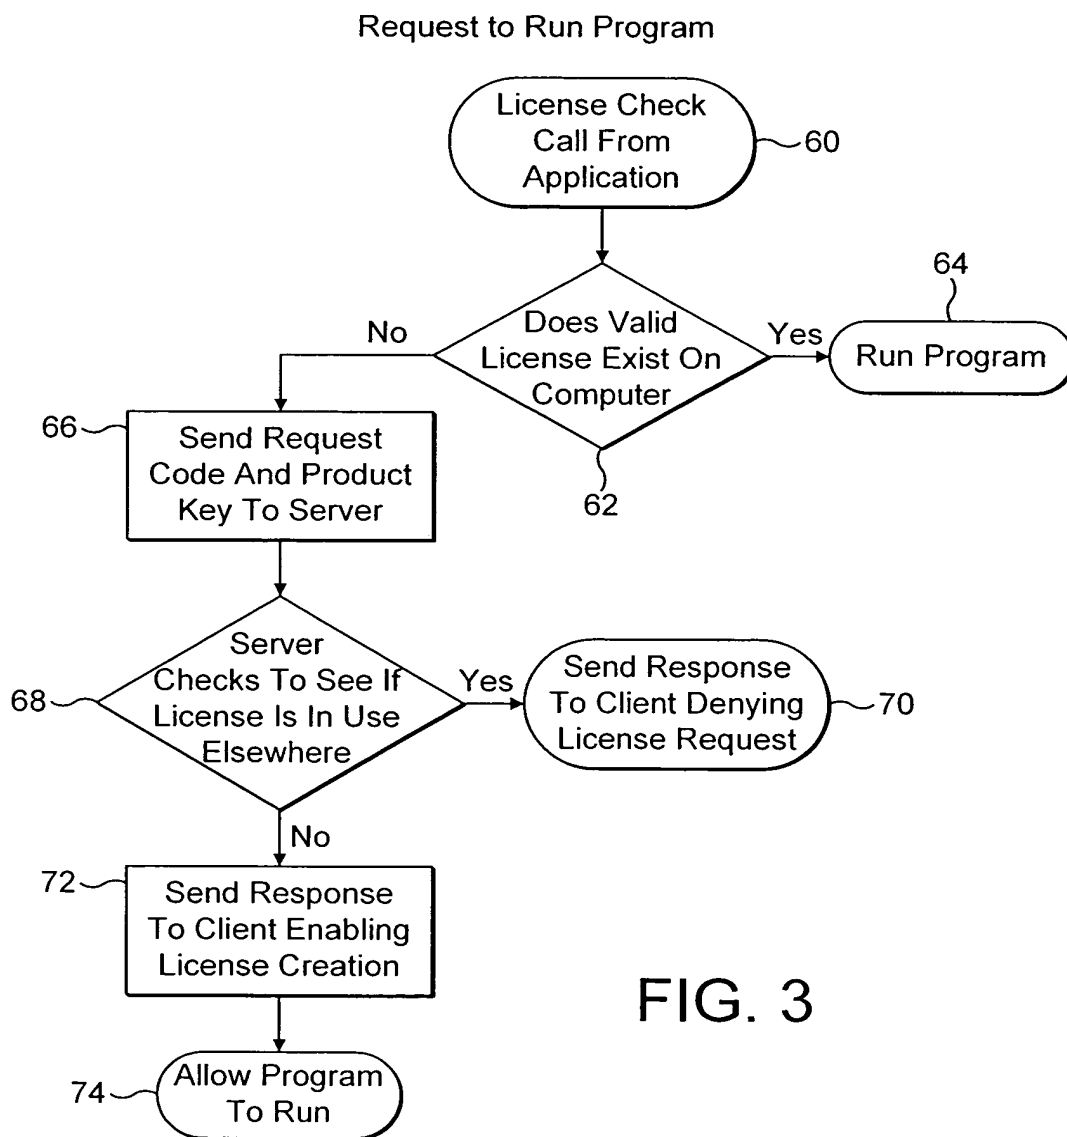 Request to Run Program
License Check
Call From
Application
60
64
No
Does Valid
License Exist On
Computer
Yes
Run Program
66
Send Request
Code And Product
Key To Server
62
68
Server
Checks To See If
License Is In Use
Elsewhere
Yes
Send Response
To Client Denying
License Request
70
No
72
Send Response
To Client Enabling
License Creation
FIG. 3
74
Allow Program
To Run